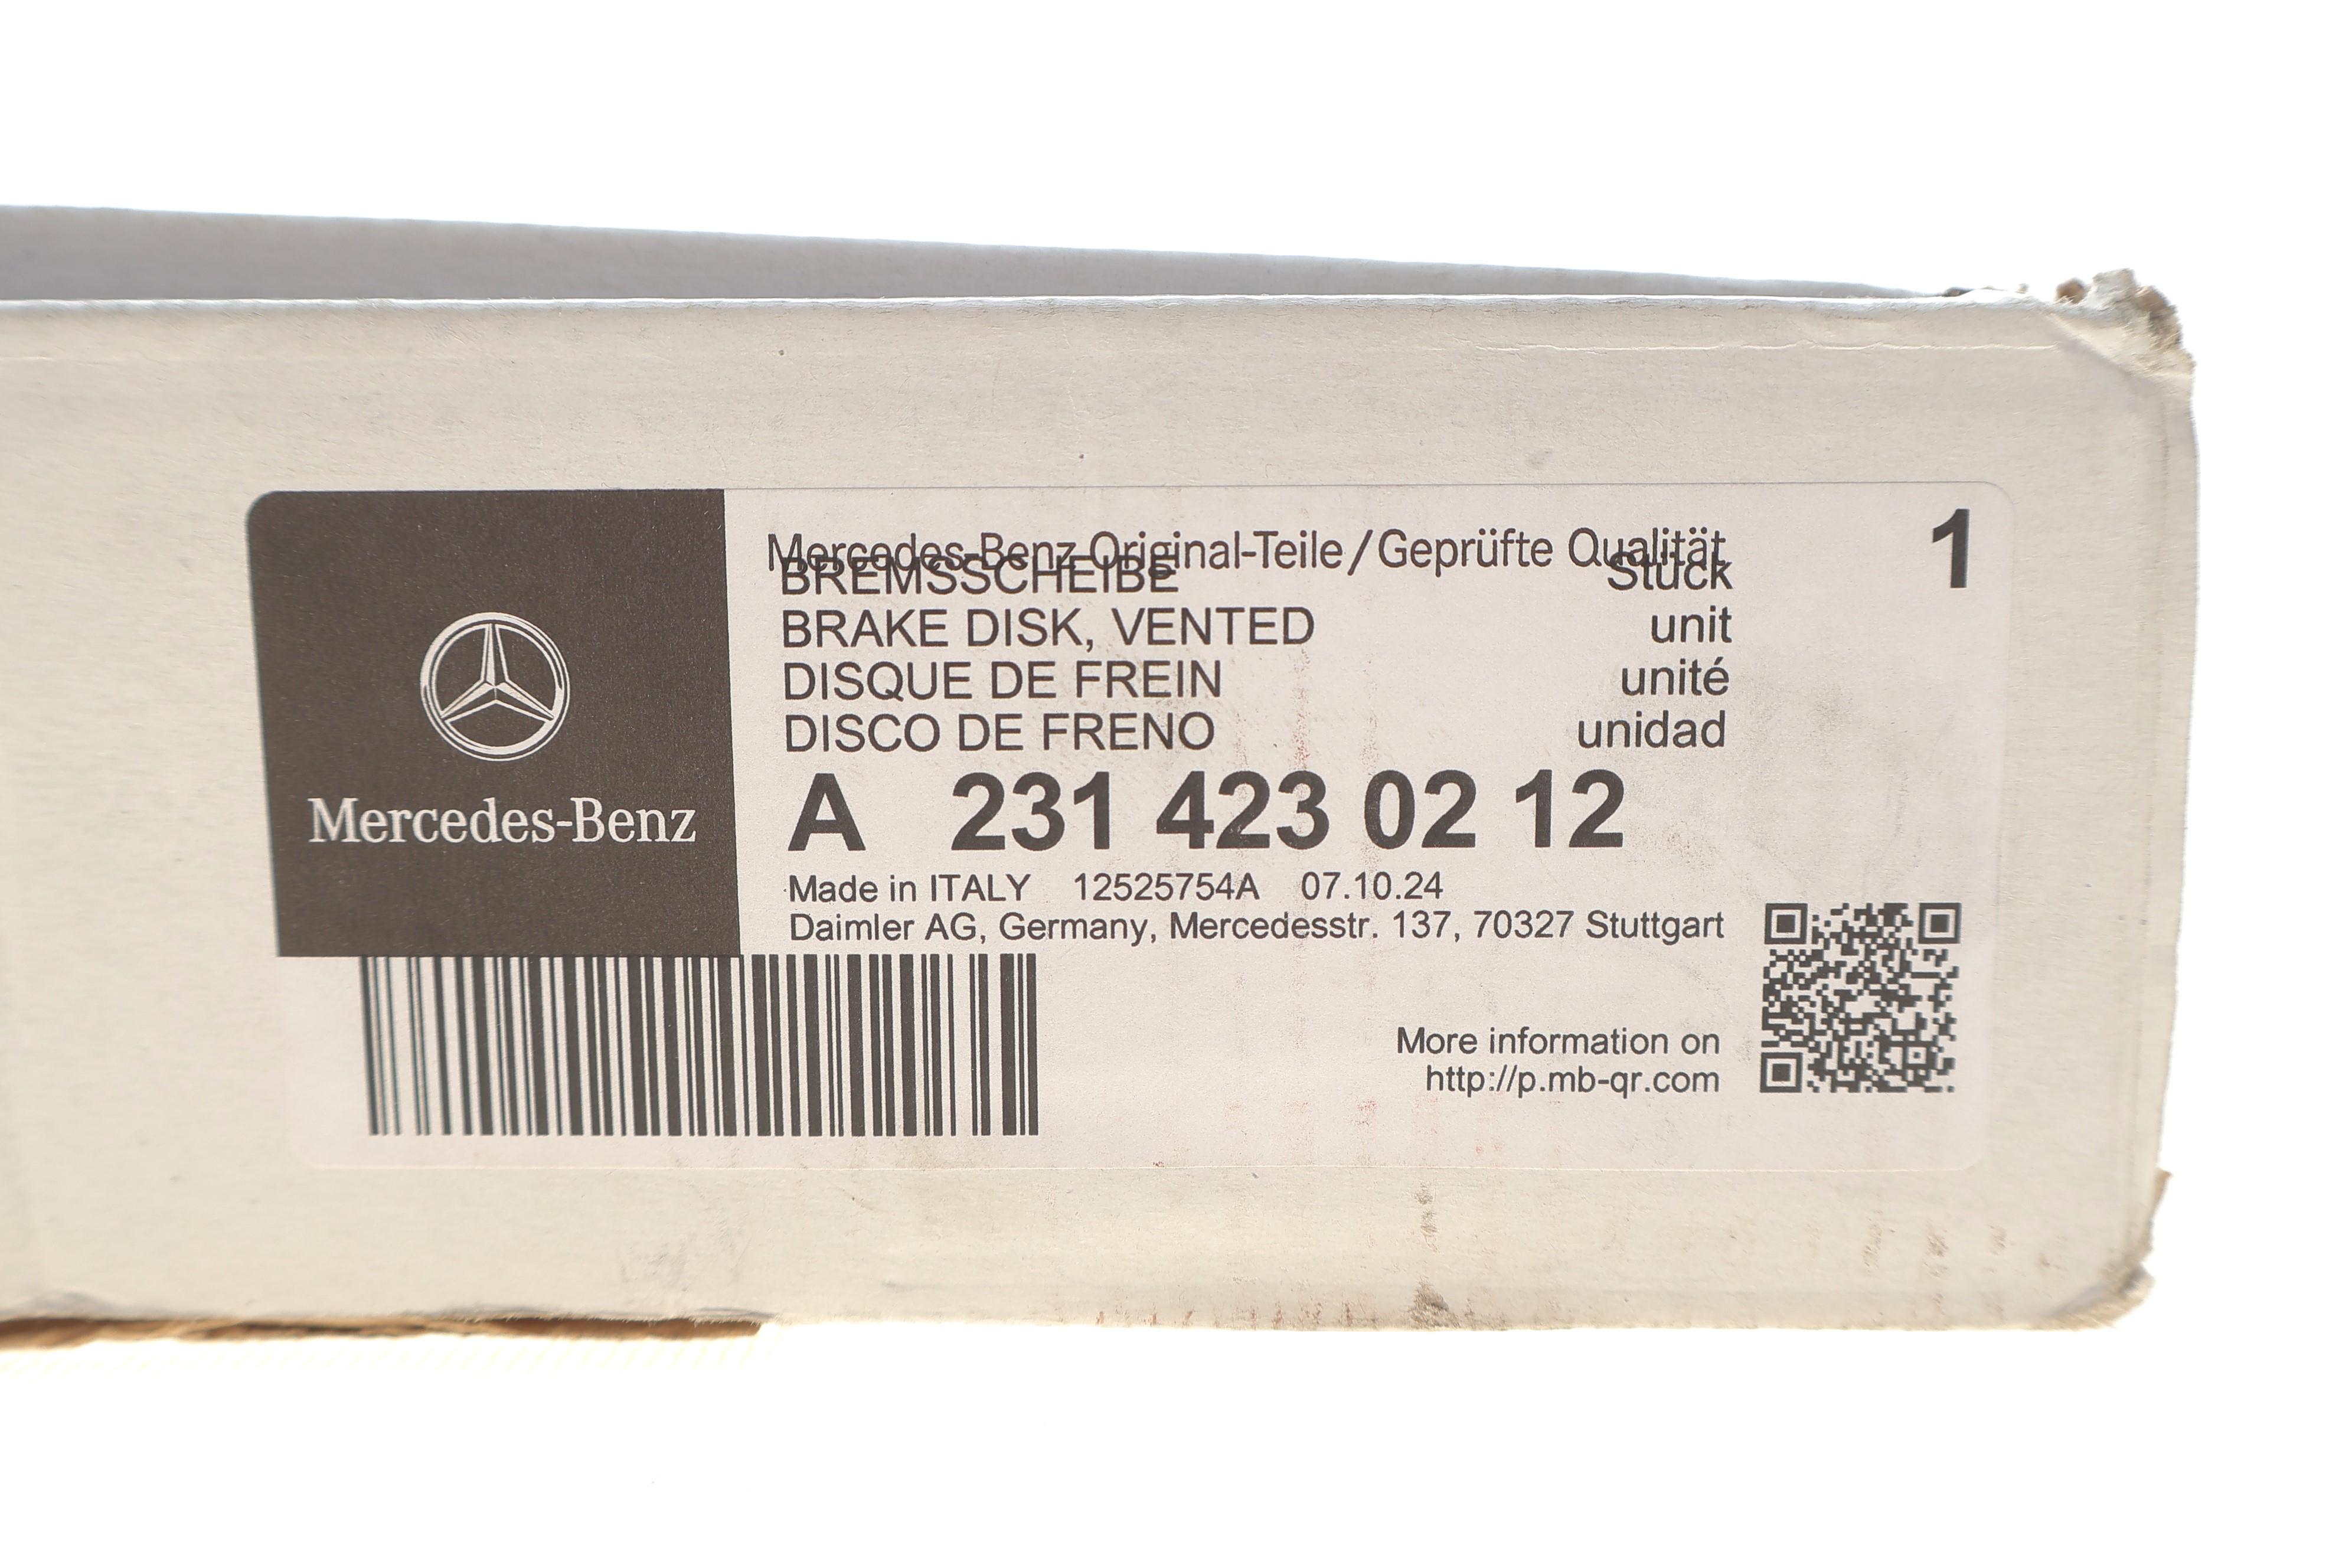 Mercedes-Benz
Mercedes-Benz Original-Teile/Geprüfte Qualität
BREMSSCHEIBE Stück 1
BRAKE DISK, VENTED unit
DISQUE DE FREIN unité
DISCO DE FRENO unidad
A 231 423 02 12
Made in ITALY 12525754A 07.10.24
Daimler AG, Germany, Mercedesstr. 137, 70327 Stuttgart
More information on
http://p.mb-qr.com